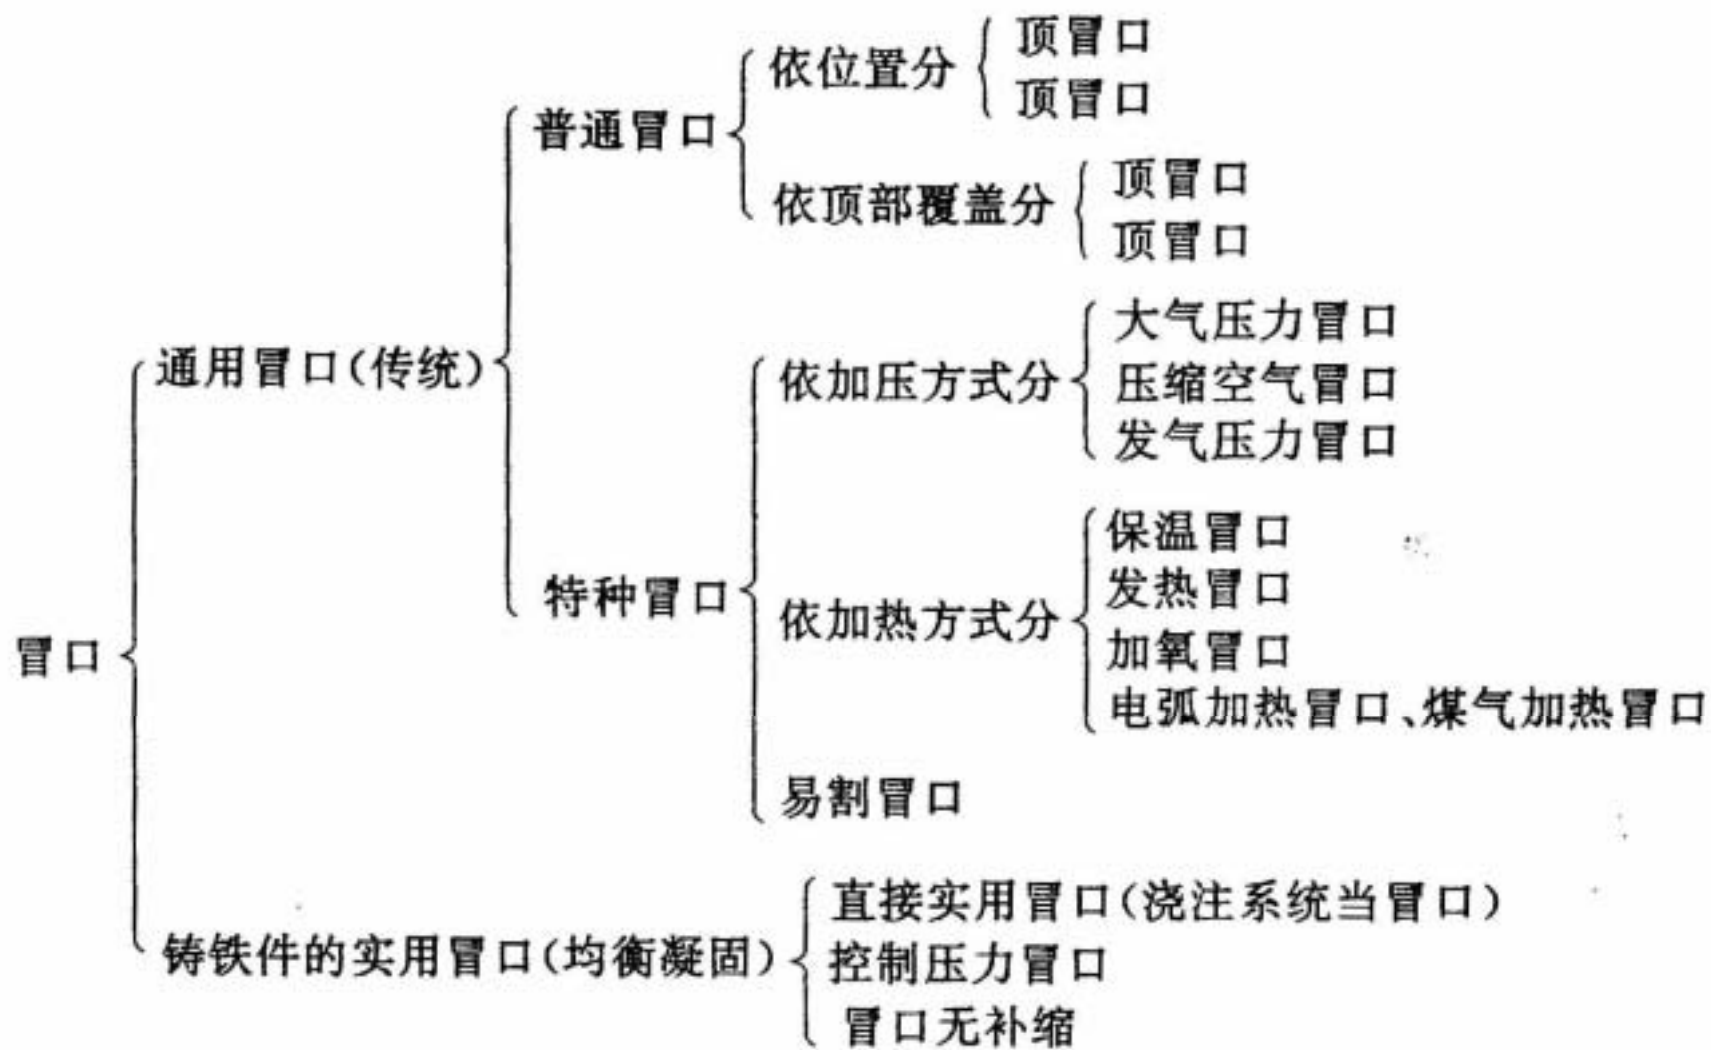 冒口
通用冒口(传统)
普通冒口
依位置分
顶冒口
顶冒口
依顶部覆盖分
顶冒口
顶冒口
特种冒口
依加压方式分
大气压力冒口
压缩空气冒口
发气压力冒口
依加热方式分
保温冒口
发热冒口
加氧冒口
电弧加热冒口、煤气加热冒口
易割冒口
铸铁件的实用冒口(均衡凝固)
直接实用冒口(浇注系统当冒口)
控制压力冒口
冒口无补缩